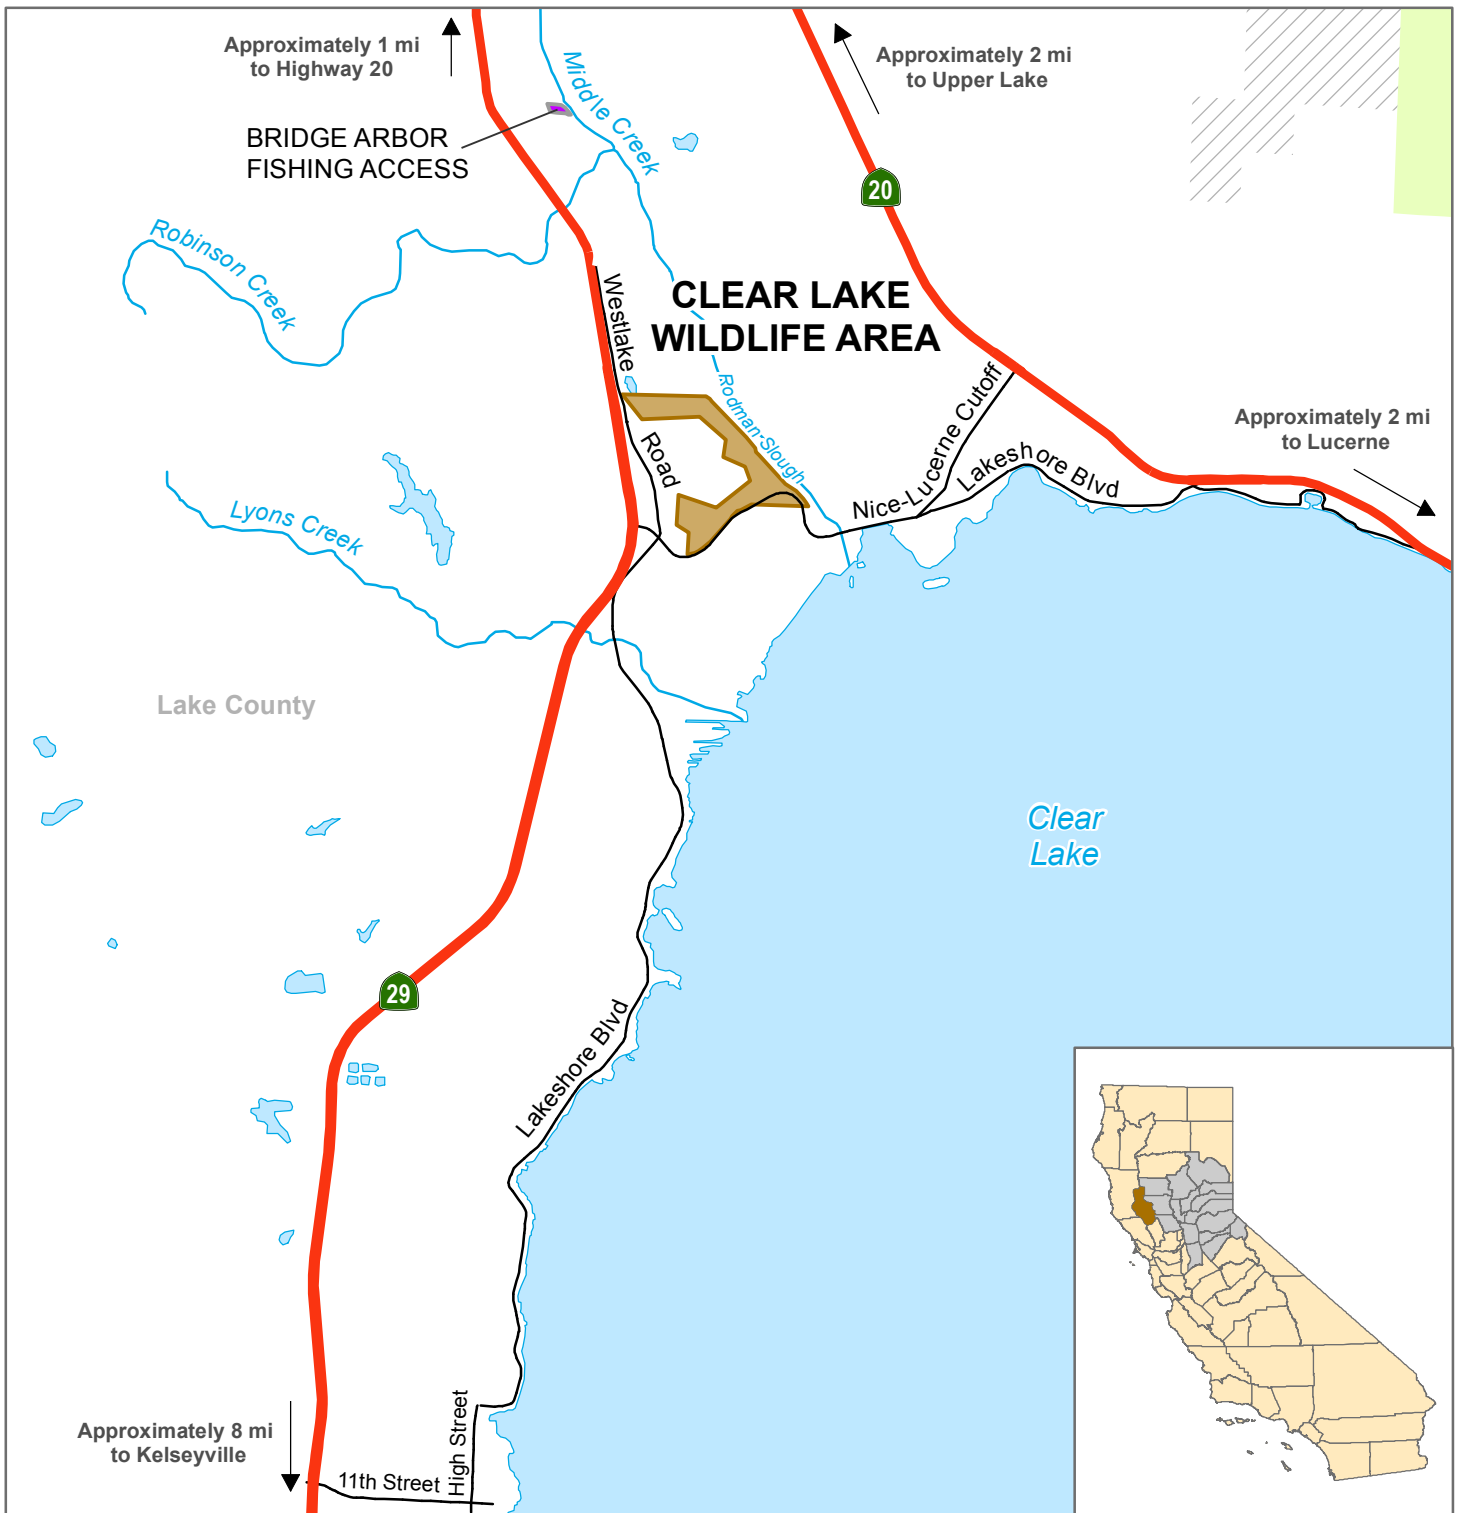 Approximately 1 mi
to Highway 20
Approximately 2 mi
to Upper Lake
Middle Creek
BRIDGE ARBOR
FISHING ACCESS
20
Robinson Creek
Westlake
Road
CLEAR LAKE
WILDLIFE AREA
Rodman-Slough
Nice-Lucerne Cutoff
Lakeshore Blvd
Approximately 2 mi
to Lucerne
Lyons Creek
Lake County
Clear
Lake
29
Lakeshore Blvd
High Street
Approximately 8 mi
to Kelseyville
11th Street